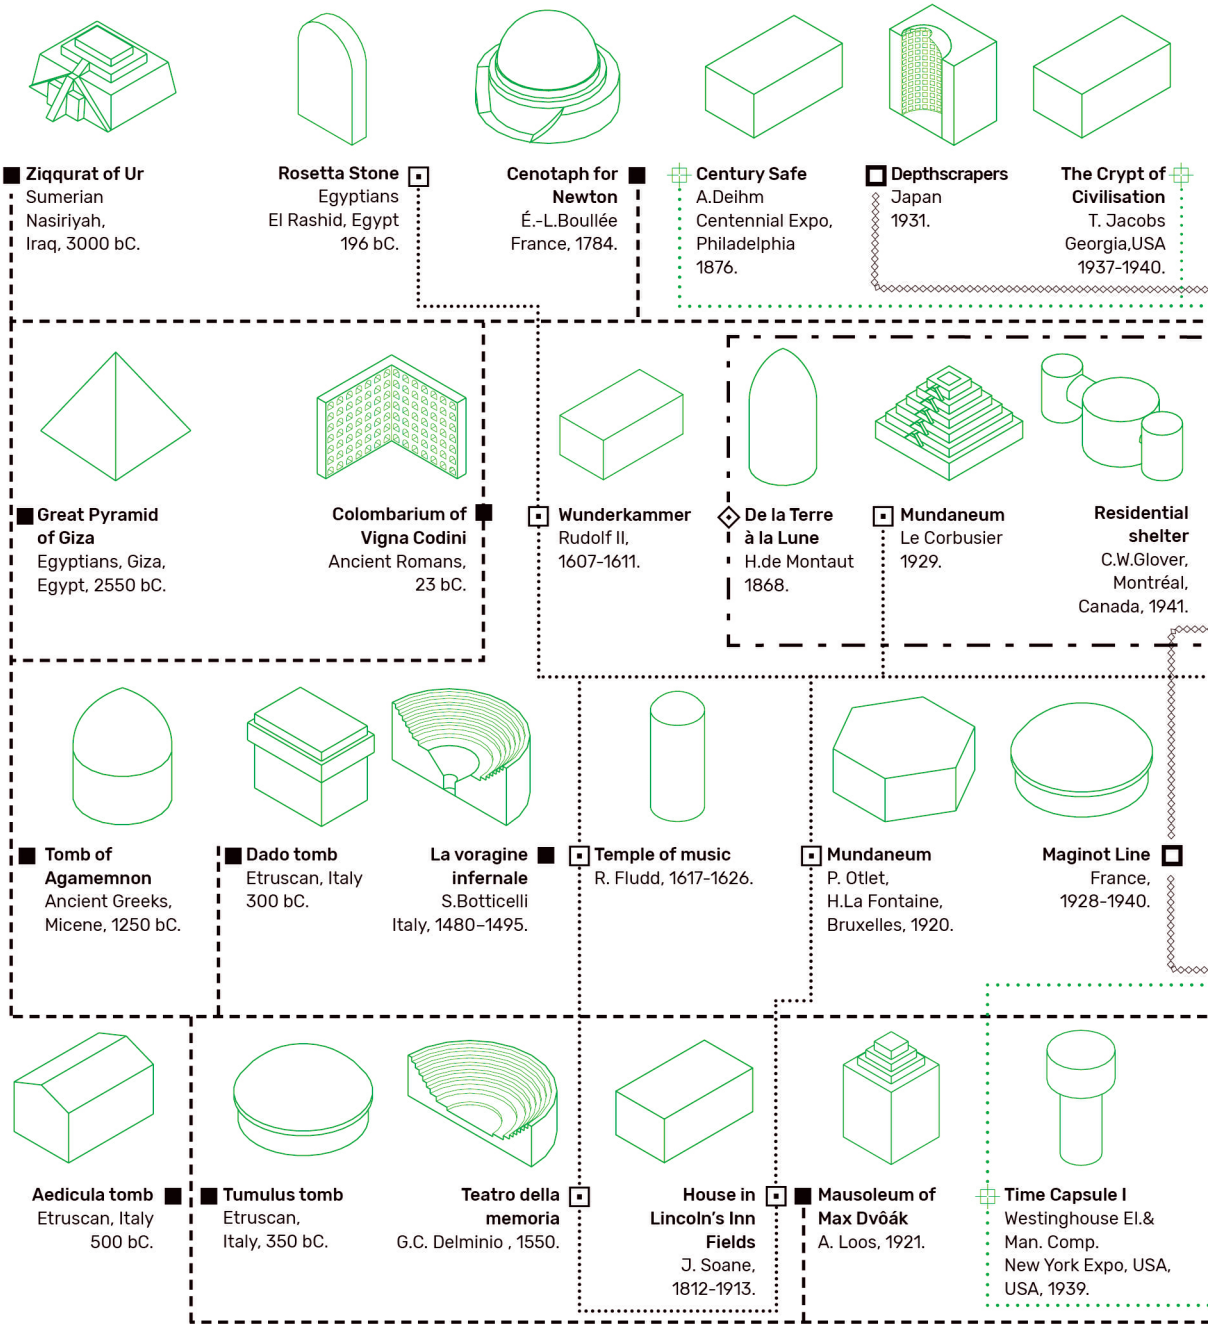 Ziqqurat of Ur
Sumerian
Nasiriyah,
Iraq, 3000 bC.
Rosetta Stone
Egyptians
El Rashid, Egypt
196 bC.
Cenotaph for
Newton
É.-L.Boullée
France, 1784.
Century Safe
A.Deihm
Centennial Expo,
Philadelphia
1876.
Depthscrapers
Japan
1931.
The Crypt of
Civilisation
T. Jacobs
Georgia,USA
1937-1940.
Great Pyramid
of Giza
Egyptians, Giza,
Egypt, 2550 bC.
Colombarium of
Vigna Codini
Ancient Romans,
23 bC.
Wunderkammer
Rudolf II,
1607-1611.
De la Terre
à la Lune
H.de Montaut
1868.
Mundaneum
Le Corbusier
1929.
Residential
shelter
C.W.Glover,
Montréal,
Canada, 1941.
Tomb of
Agamemnon
Ancient Greeks,
Micene, 1250 bC.
Dado tomb
Etruscan, Italy
300 bC.
La voragine
infernale
S.Botticelli
Italy, 1480–1495.
Temple of music
R. Fludd, 1617-1626.
Mundaneum
P. Otlet,
H.La Fontaine,
Bruxelles, 1920.
Maginot Line
France,
1928-1940.
Aedicula tomb
Etruscan, Italy
500 bC.
Tumulus tomb
Etruscan,
Italy, 350 bC.
Teatro della
memoria
G.C. Delminio , 1550.
House in
Lincoln’s Inn
Fields
J. Soane,
1812-1913.
Mausoleum of
Max Dvôák
A. Loos, 1921.
Time Capsule I
Westinghouse El.&
Man. Comp.
New York Expo, USA,
USA, 1939.